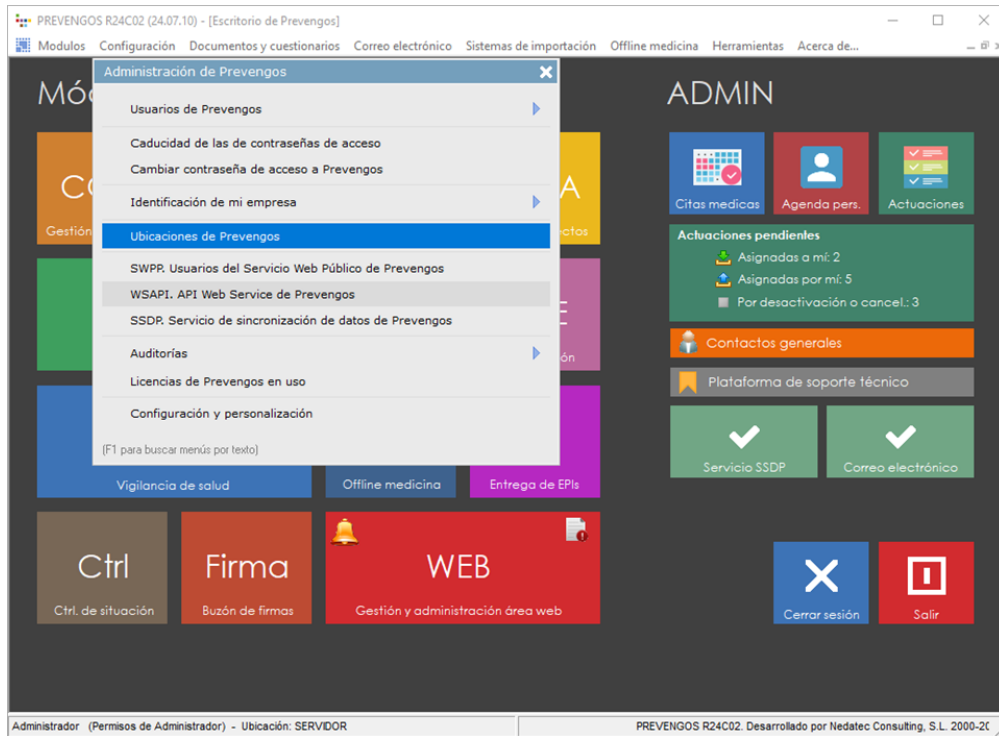 PREVENGOS R24C02 (24.07.10) - [Escritorio de Prevengos]
Modulos Configuración Documentos y cuestionarios Correo electrónico Sistemas de importación Offline medicina Herramientas Acerca de...
Administración de Prevengos
Usuarios de Prevengos
Caducidad de las de contraseñas de acceso
Cambiar contraseña de acceso a Prevengos
Identificación de mi empresa
Ubicaciones de Prevengos
SWPP. Usuarios del Servicio Web Público de Prevengos
WSAPI. API Web Service de Prevengos
SSDP. Servicio de sincronización de datos de Prevengos
Auditorías
Licencias de Prevengos en uso
Configuración y personalización
(F1 para buscar menús por texto)
Vigilancia de salud
Offline medicina
Entrega de EPIs
Ctrl
Ctrl. de situación
Firma
Buzón de firmas
WEB
Gestión y administración área web
ADMIN
Citas medicas
Agenda pers.
Actuaciones
Actuaciones pendientes
Asignadas a mí: 2
Asignadas por mí: 5
Por desactivación o cancel.: 3
Contactos generales
Plataforma de soporte técnico
Servicio SSDP
Correo electrónico
Cerrar sesión
Salir
Administrador (Permisos de Administrador) - Ubicación: SERVIDOR
PREVENGOS R24C02. Desarrollado por Nedatec Consulting, S.L. 2000-20